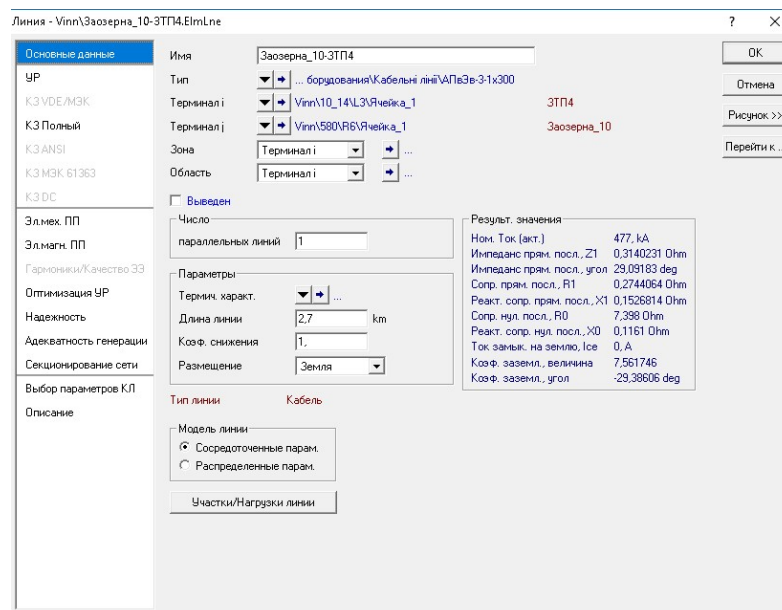 Линия - Vinn\Заозерна_10-ЗТП4.ElmLne ? ×
Основные данные
УР
КЗ VDE/МЭК
КЗ Полный
КЗ ANSI
КЗ МЭК 61363
КЗ DC
Эл.мех. ПП
Эл.магн. ПП
Гармоники/Качество ЭЭ
Оптимизация УР
Надежность
Адекватность генерации
Секционирование сети
Выбор параметров КЛ
Описание
Имя Заозерна_10-ЗТП4
Тип ... борудования\Кабельні лінії\АПвЭв-3-1х300
Терминал i Vinn\10_14\L3\Ячейка_1 ЗТП4
Терминал j Vinn\580\R6\Ячейка_1 Заозерна_10
Зона Терминал i ...
Область Терминал i ...
Выведен
Число
параллельных линий 1
Параметры
Термич. характ. ...
Длина линии 2,7 km
Коэф. снижения 1,
Размещение Земля
Тип линии Кабель
Модель линии
Сосредоточенные парам.
Распределенные парам.
Участки/Нагрузки линии
Результ. значения
Ном. Ток (акт.) 477, kA
Импеданс прям. посл., Z1 0,3140231 Ohm
Импеданс прям. посл., угол 29,09183 deg
Сопр. прям. посл., R1 0,2744064 Ohm
Реакт. сопр. прям. посл., X1 0,1526814 Ohm
Сопр. нул. посл., R0 7,398 Ohm
Реакт. сопр. нул. посл., X0 0,1161 Ohm
Ток замык. на землю, Ice 0, A
Коэф. заземл., величина 7,561746
Коэф. заземл., угол -29,38606 deg
OK
Отмена
Рисунок >>
Перейти к ..